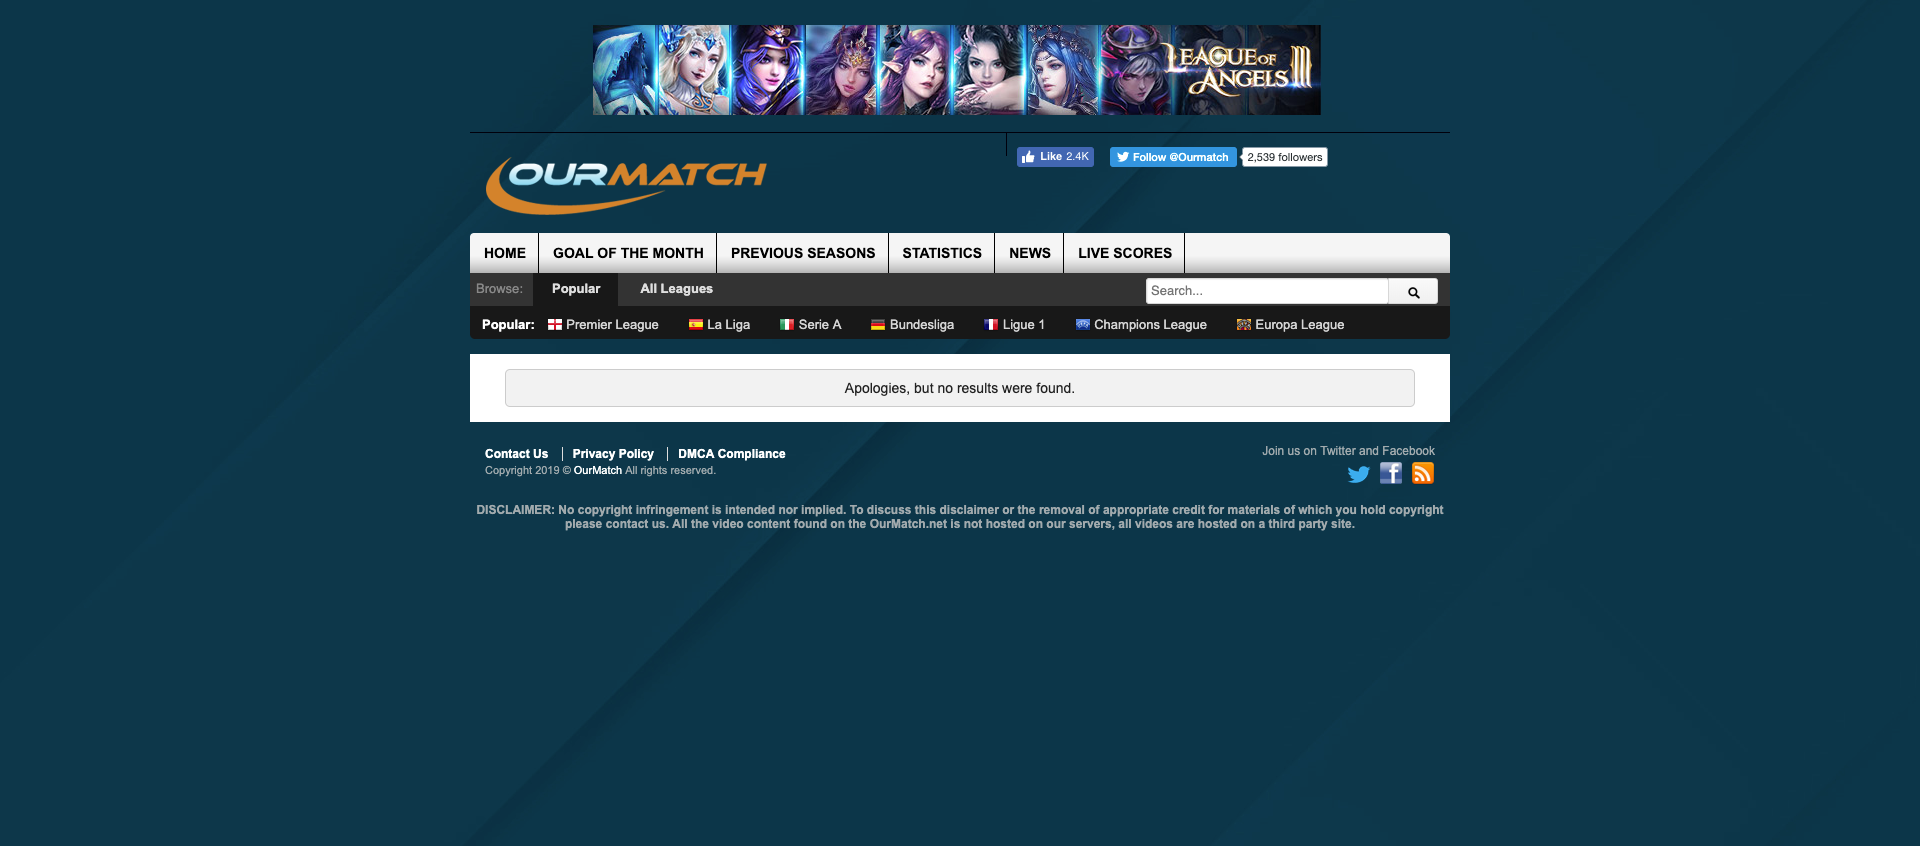 LEAGUE OF
ANGELS III
Like 2.4K
Follow @Ourmatch
2,539 followers
OURMATCH
HOME GOAL OF THE MONTH PREVIOUS SEASONS STATISTICS NEWS LIVE SCORES
Browse: Popular All Leagues Search...
Popular: Premier League La Liga Serie A Bundesliga Ligue 1 Champions League Europa League
Apologies, but no results were found.
Contact Us Privacy Policy DMCA Compliance
Copyright 2019 © OurMatch All rights reserved.
Join us on Twitter and Facebook
DISCLAIMER: No copyright infringement is intended nor implied. To discuss this disclaimer or the removal of appropriate credit for materials of which you hold copyright
please contact us. All the video content found on the OurMatch.net is not hosted on our servers, all videos are hosted on a third party site.